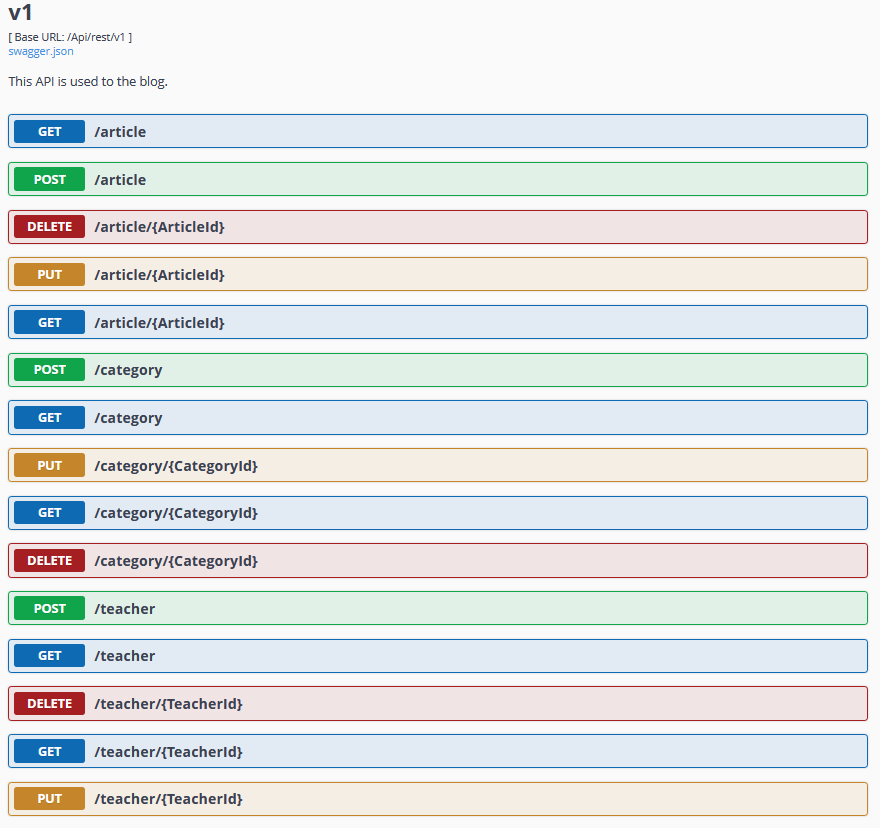 v1
[ Base URL: /Api/rest/v1 ]
swagger.json
This API is used to the blog.
GET /article
POST /article
DELETE /article/{ArticleId}
PUT /article/{ArticleId}
GET /article/{ArticleId}
POST /category
GET /category
PUT /category/{CategoryId}
GET /category/{CategoryId}
DELETE /category/{CategoryId}
POST /teacher
GET /teacher
DELETE /teacher/{TeacherId}
GET /teacher/{TeacherId}
PUT /teacher/{TeacherId}